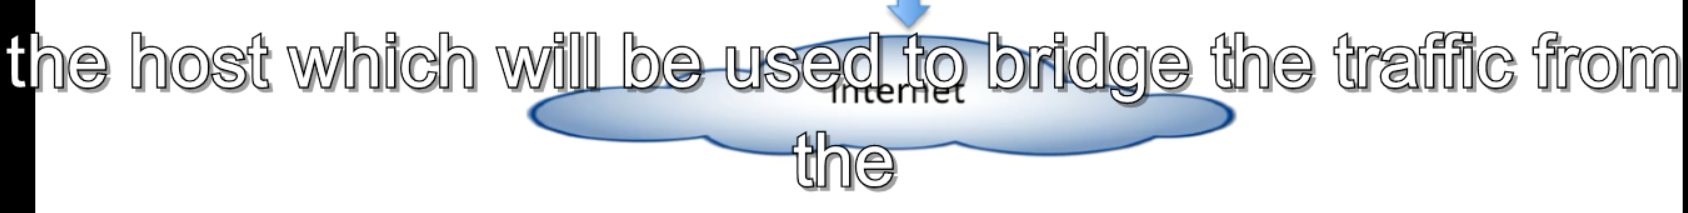 the host which will be used to bridge the traffic from
Internet
the